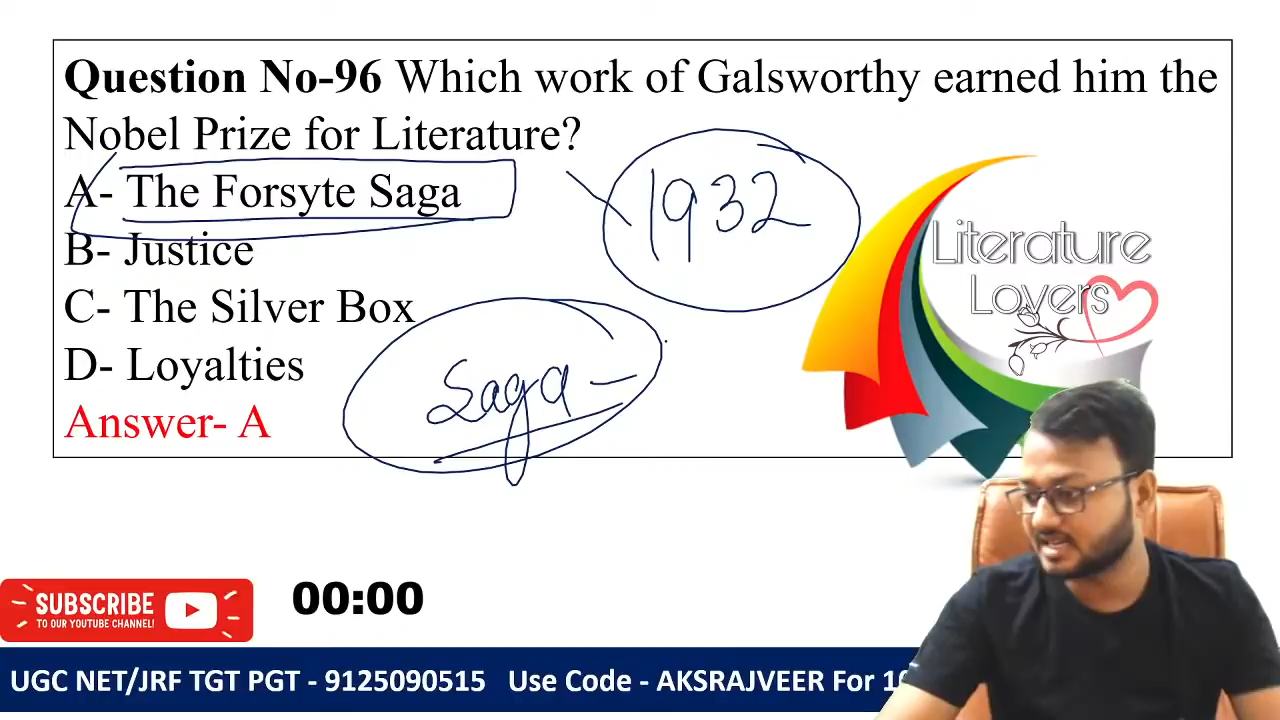 Question No-96 Which work of Galsworthy earned him the
Nobel Prize for Literature?
A- The Forsyte Saga
B- Justice
C- The Silver Box
D- Loyalties
Answer- A
1932
Saga –
Literature
Lovers
SUBSCRIBE
TO OUR YOUTUBE CHANNEL!
00:00
UGC NET/JRF TGT PGT - 9125090515 Use Code - AKSRAJVEER For